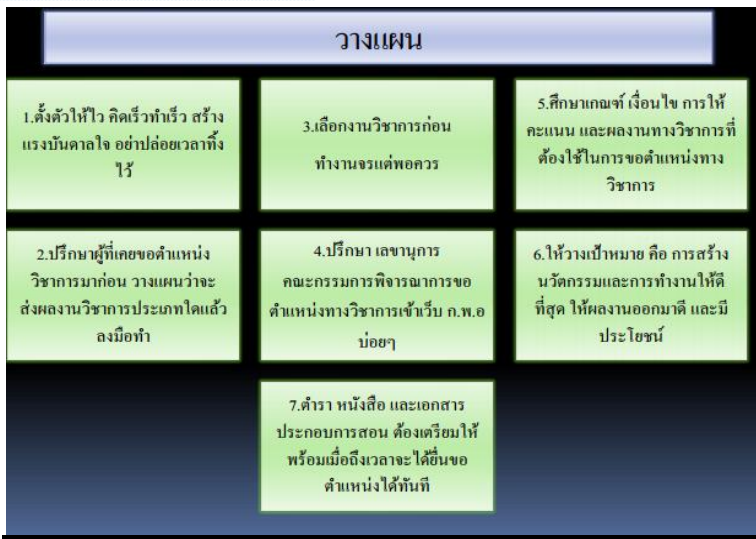 วางแผน
1.ตั้งตัวให้ไว คิดเร็วทำเร็ว สร้าง
แรงบันดาลใจ อย่าปล่อยเวลาทิ้ง
ไว้
2.ปรึกษาผู้ที่เคยขอตำแหน่ง
วิชาการมาก่อน วางแผนว่าจะ
ส่งผลงานวิชาการประเภทใดแล้ว
ลงมือทำ
3.เลือกงานวิชาการก่อน
ทำงานจรแต่พอควร
4.ปรึกษา เลขานุการ
คณะกรรมการพิจารณาการขอ
ตำแหน่งทางวิชาการเข้าเว็บ ก.พ.อ
บ่อยๆ
5.ศึกษาเกณฑ์ เงื่อนไข การให้
คะแนน และผลงานทางวิชาการที่
ต้องใช้ในการขอตำแหน่งทาง
วิชาการ
6.ให้วางเป้าหมาย คือ การสร้าง
นวัตกรรมและการทำงานให้ดี
ที่สุด ให้ผลงานออกมาดี และมี
ประโยชน์
7.ตำรา หนังสือ และเอกสาร
ประกอบการสอน ต้องเตรียมให้
พร้อมเมื่อถึงเวลาจะได้ยื่นขอ
ตำแหน่งได้ทันที